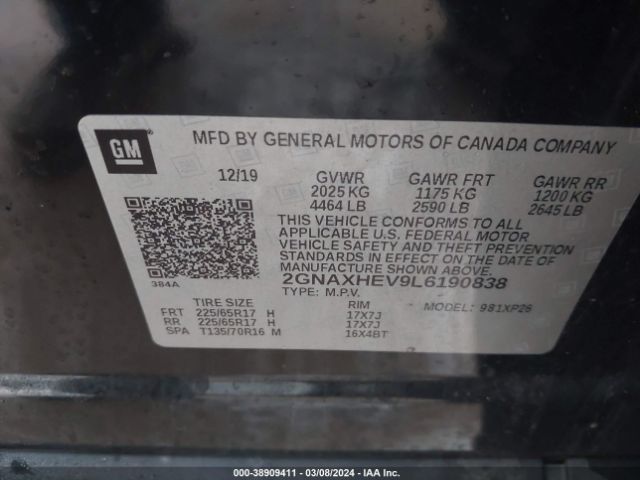 GM
MFD BY GENERAL MOTORS OF CANADA COMPANY
12/19 GVWR GAWR FRT GAWR RR
2025 KG 1175 KG 1200 KG
4464 LB 2590 LB 2645 LB
THIS VEHICLE CONFORMS TO ALL
APPLICABLE U.S. FEDERAL MOTOR
VEHICLE SAFETY AND THEFT PREVENTION
STANDARDS IN EFFECT ON THE DATE OF
MANUFACTURE SHOWN ABOVE.
384A
2GNAXHEV9L6190838
TYPE: M.P.V. MODEL: 981XP26
TIRE SIZE RIM
FRT 225/65R17 H 17X7J
RR 225/65R17 H 17X7J
SPA T135/70R16 M 16X4BT
000-38909411 - 03/08/2024 - IAA Inc.